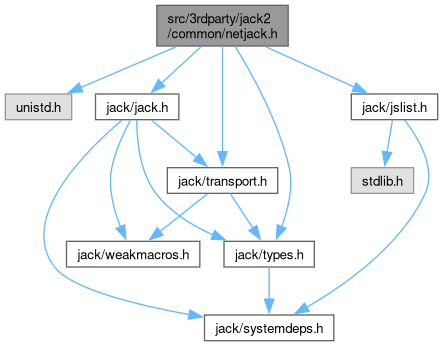 src/3rdparty/jack2
/common/netjack.h
unistd.h
jack/jack.h
jack/jslist.h
jack/transport.h
stdlib.h
jack/weakmacros.h
jack/types.h
jack/systemdeps.h